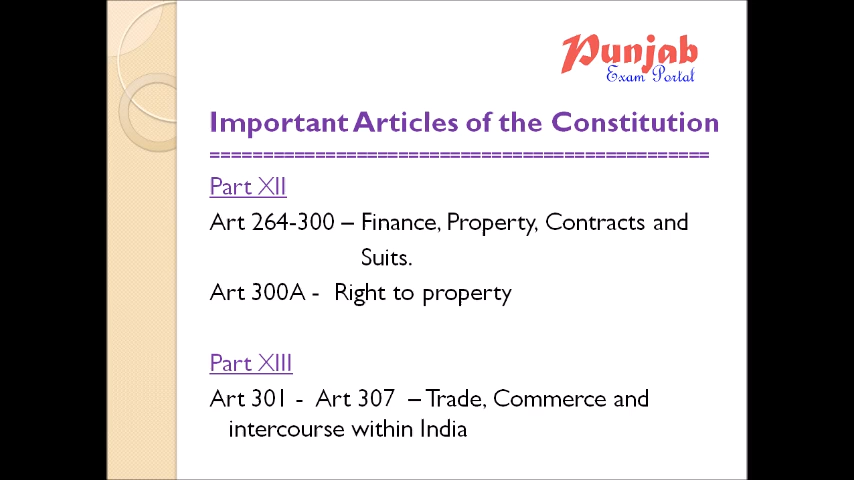 Punjab
Exam Portal
Important Articles of the Constitution
===================================================
Part XII
Art 264-300 – Finance, Property, Contracts and
Suits.
Art 300A - Right to property
Part XIII
Art 301 - Art 307 – Trade, Commerce and
intercourse within India